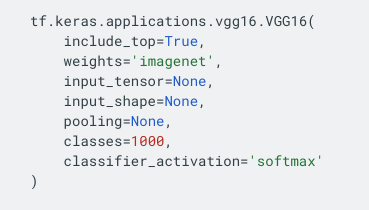 tf.keras.applications.vgg16.VGG16(
    include_top=True,
    weights='imagenet',
    input_tensor=None,
    input_shape=None,
    pooling=None,
    classes=1000,
    classifier_activation='softmax'
)